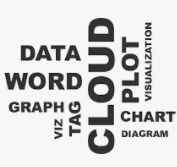 DATA
WORD
GRAPH
VIZ
TAG
CLOUD
PLOT
VISUALIZATION
CHART
DIAGRAM